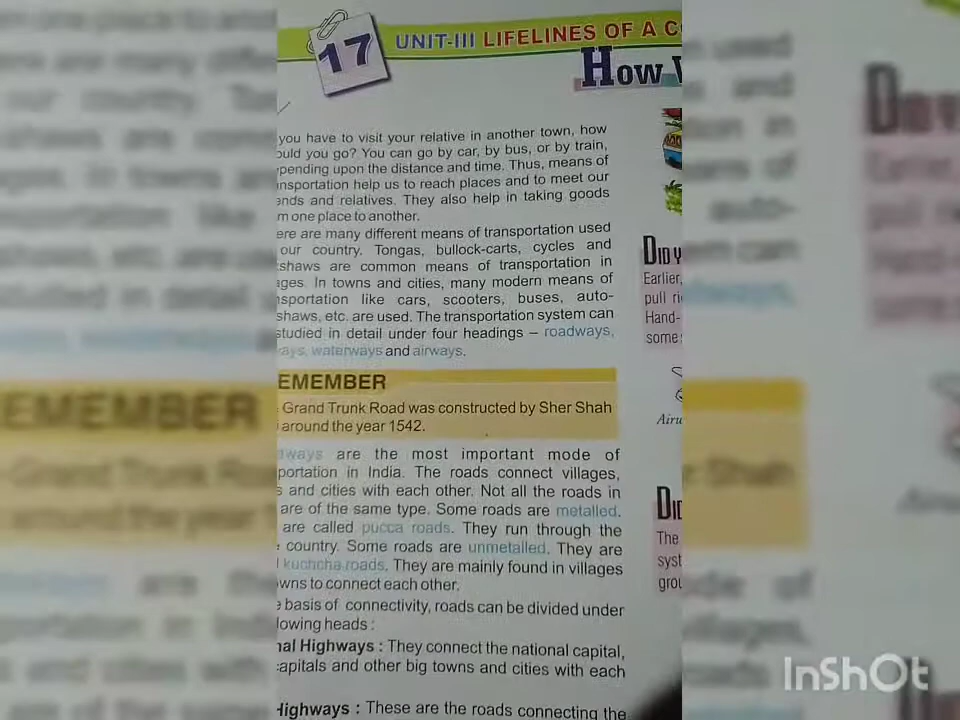 17
UNIT-III LIFELINES OF A C
How
you have to visit your relative in another town, how
ould you go? You can go by car, by bus, or by train,
pending upon the distance and time. Thus, means of
nsportation help us to reach places and to meet our
ends and relatives. They also help in taking goods
m one place to another.
ere are many different means of transportation used
our country. Tongas, bullock-carts, cycles and
shaws are common means of transportation in
ages. In towns and cities, many modern means of
nsportation like cars, scooters, buses, auto-
shaws, etc. are used. The transportation system can
studied in detail under four headings – roadways,
ways, waterways and airways.
EMEMBER
Grand Trunk Road was constructed by Sher Shah
around the year 1542.
dways are the most important mode of
portation in India. The roads connect villages,
s and cities with each other. Not all the roads in
are of the same type. Some roads are metalled.
are called pucca roads. They run through the
country. Some roads are unmetalled. They are
kuchcha roads. They are mainly found in villages
owns to connect each other.
e basis of connectivity, roads can be divided under
lowing heads :
nal Highways : They connect the national capital,
capitals and other big towns and cities with each
Highways : These are the roads connecting the
DID Y
Earlier,
pull ri
Hand-
some
Airw
DID
The
syst
grou
InShOt